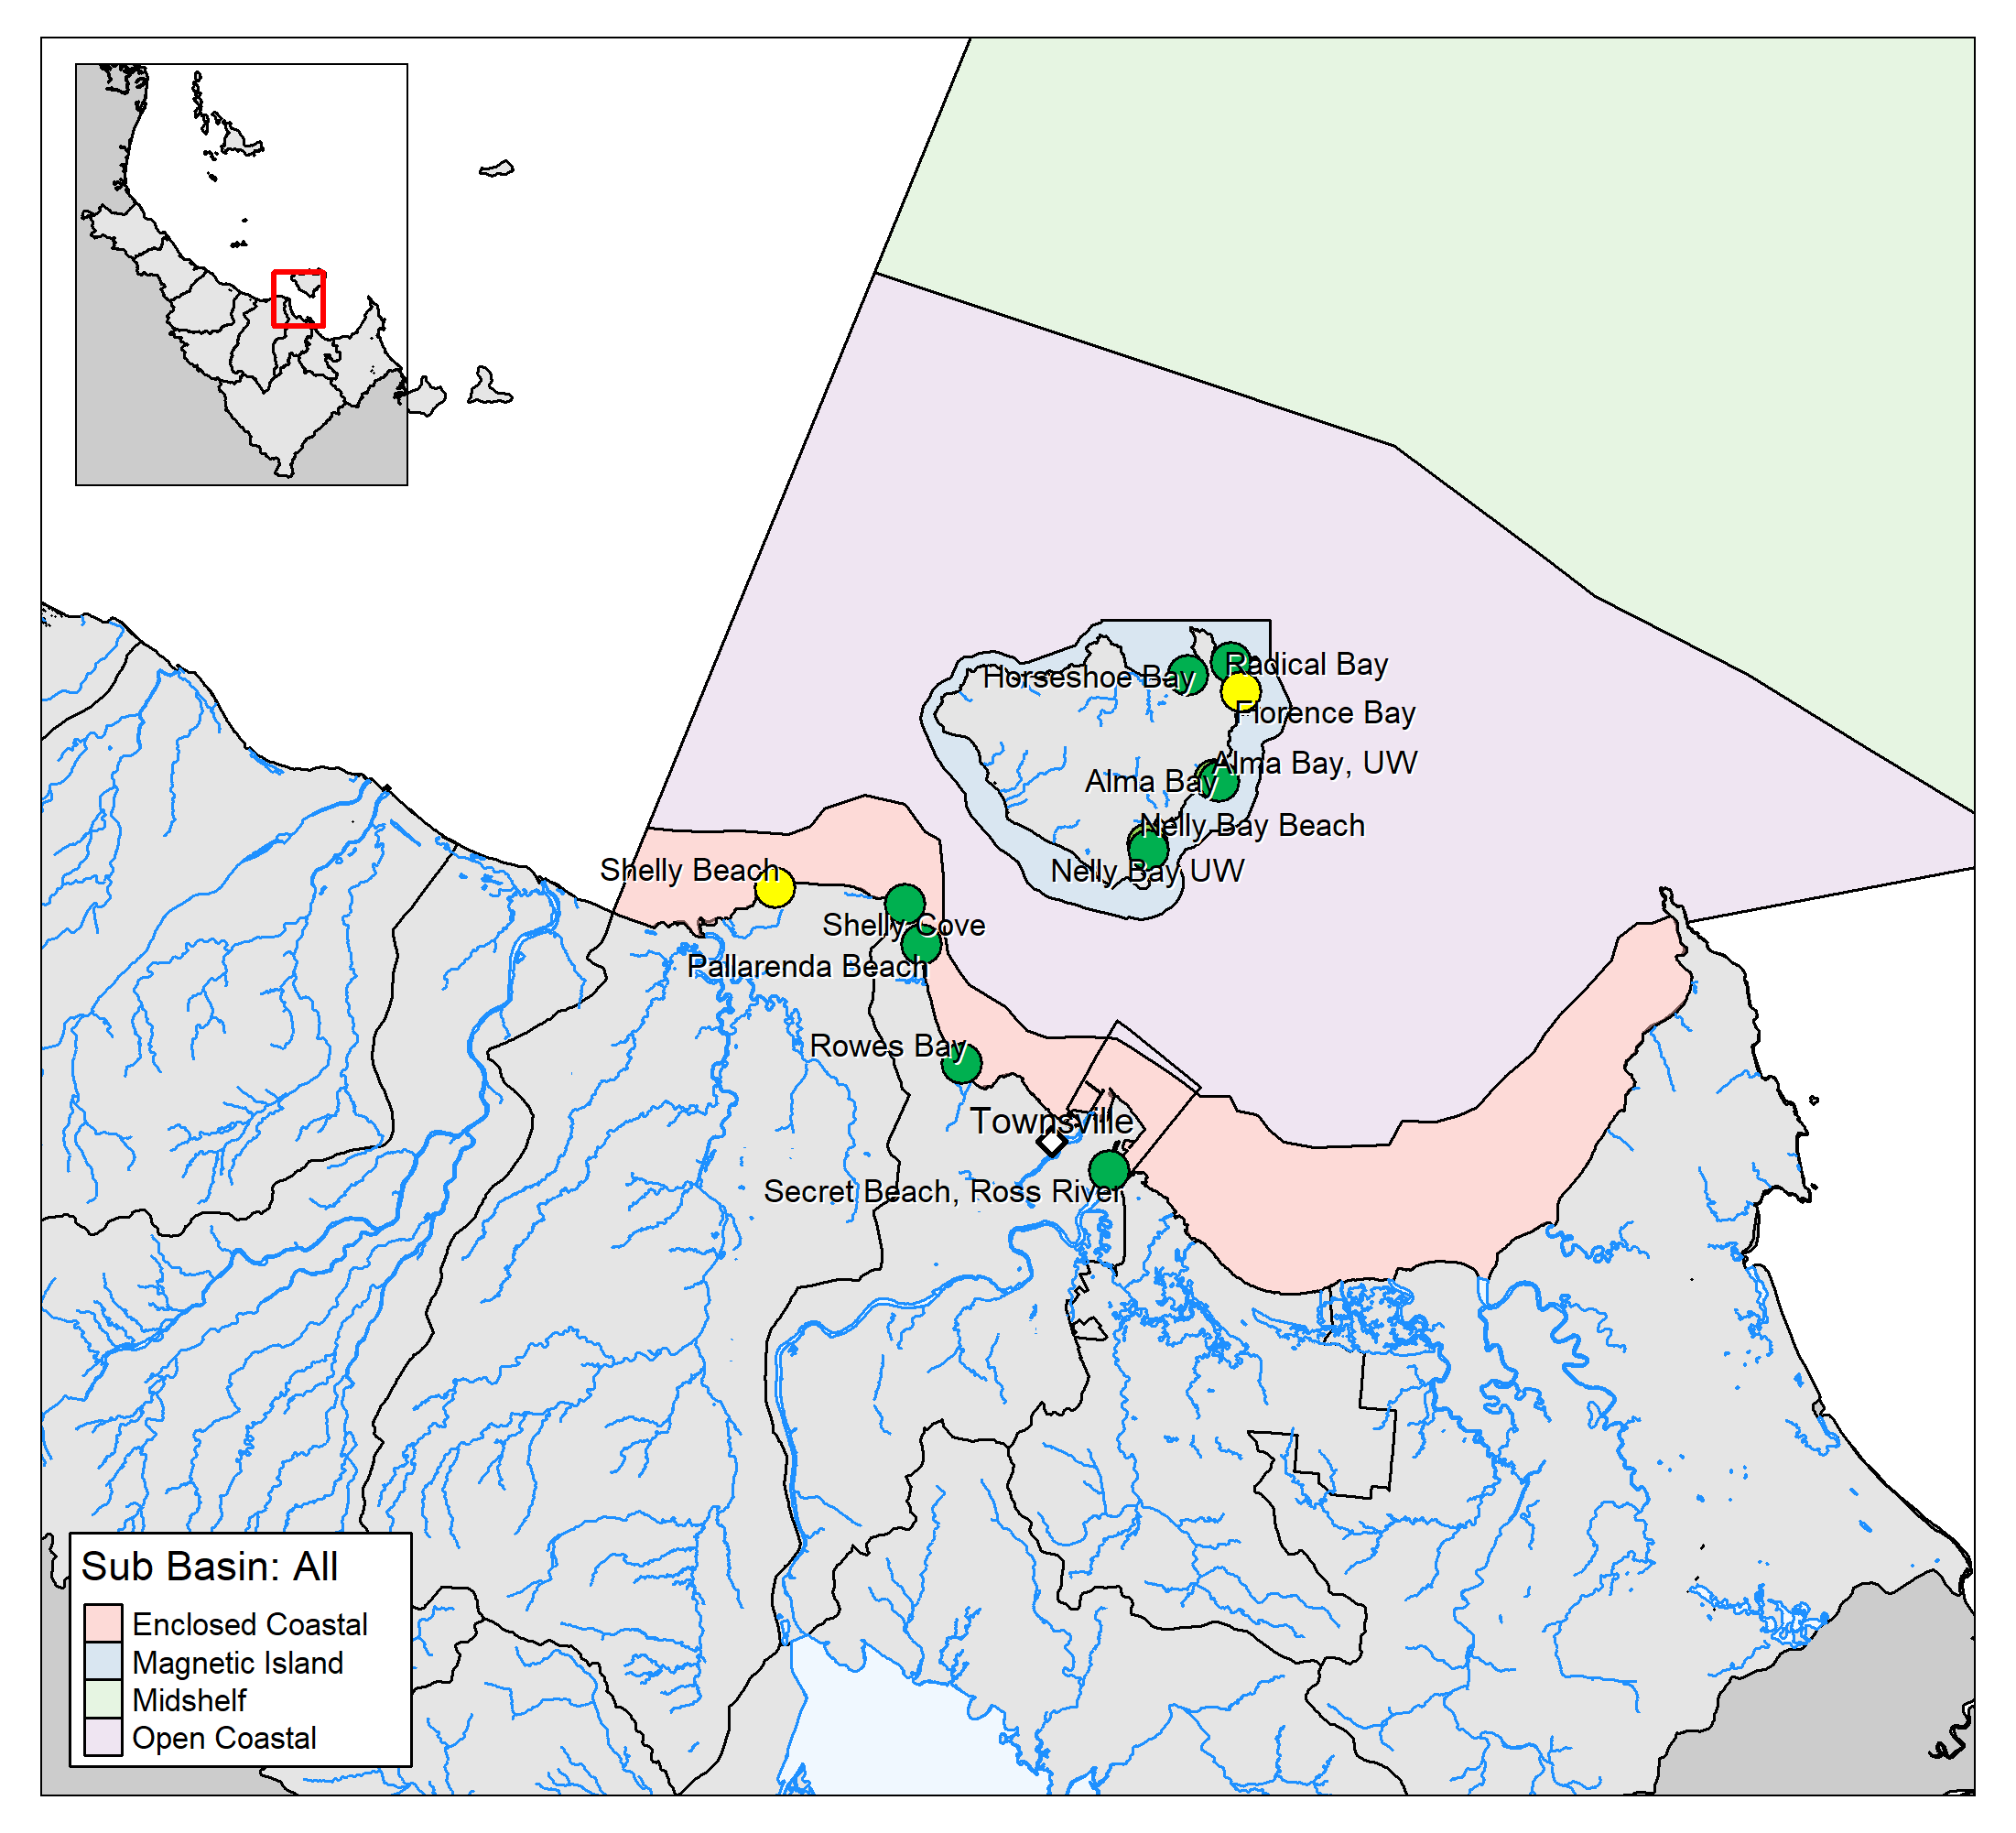 Radical Bay
Horseshoe Bay
Florence Bay
Alma Bay, UW
Alma Bay
Nelly Bay Beach
Shelly Beach
Nelly Bay UW
Shelly Cove
Pallarenda Beach
Rowes Bay
Townsville
Secret Beach, Ross River
Sub Basin: All
Enclosed Coastal
Magnetic Island
Midshelf
Open Coastal